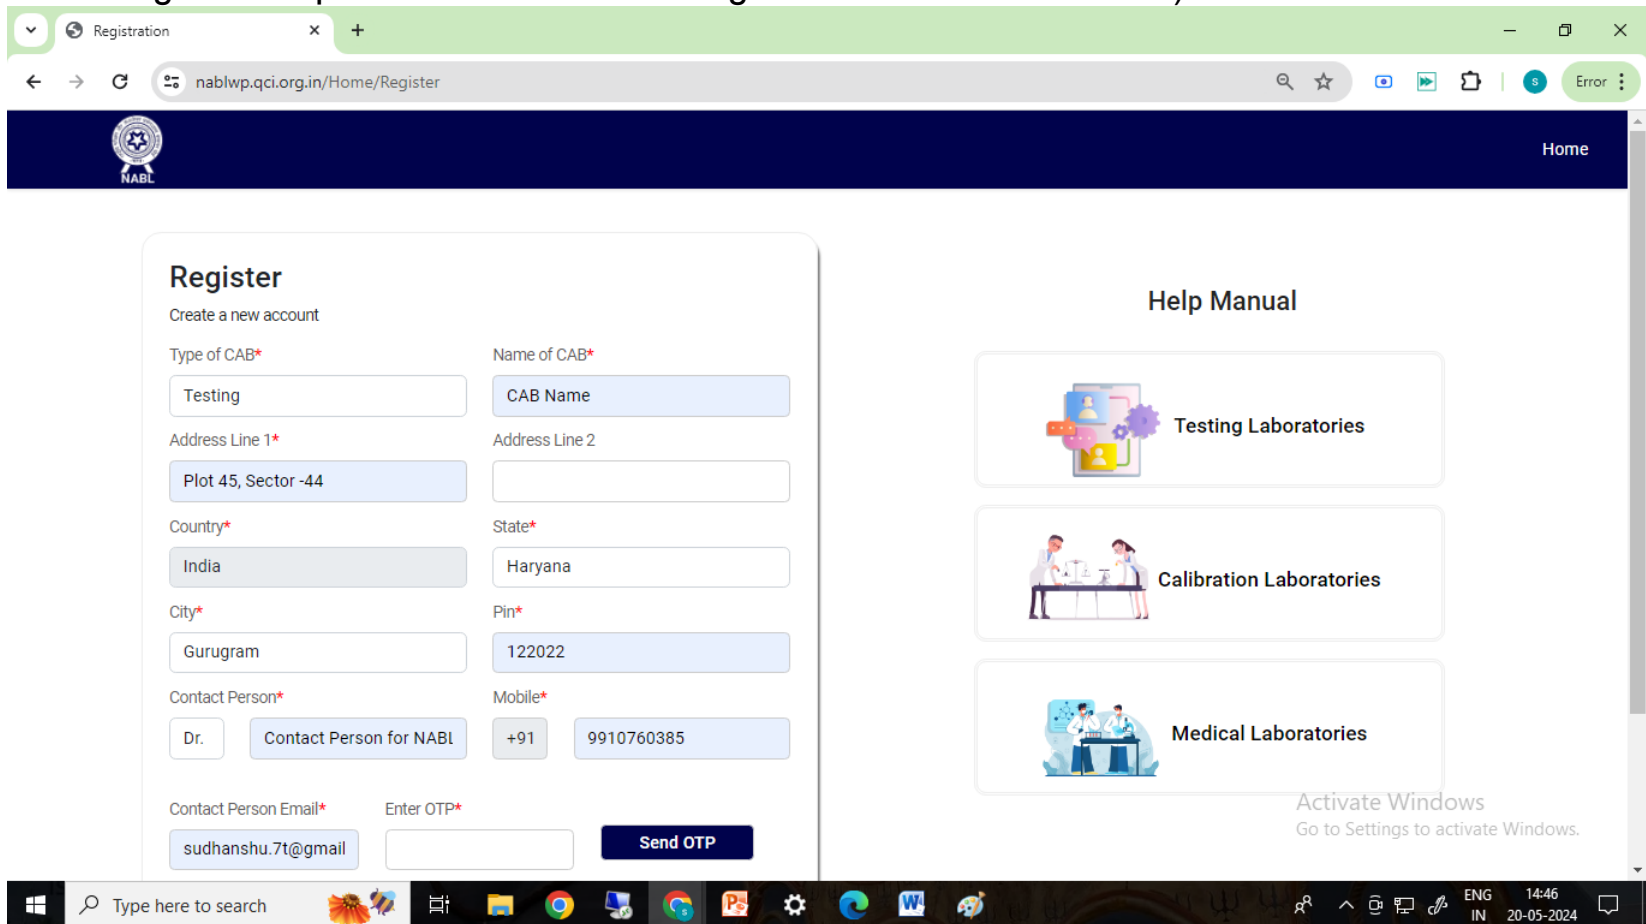 Registration
nablwp.qci.org.in/Home/Register
S
Error
NABL
Home
Register
Create a new account
Type of CAB* Name of CAB*
Testing CAB Name
Address Line 1* Address Line 2
Plot 45, Sector -44
Country* State*
India Haryana
City* Pin*
Gurugram 122022
Contact Person* Mobile*
Dr. Contact Person for NABL +91 9910760385
Contact Person Email* Enter OTP*
sudhanshu.7t@gmail Send OTP
Help Manual
Testing Laboratories
Calibration Laboratories
Medical Laboratories
Activate Windows
Go to Settings to activate Windows.
Type here to search
ENG 14:46
IN 20-05-2024